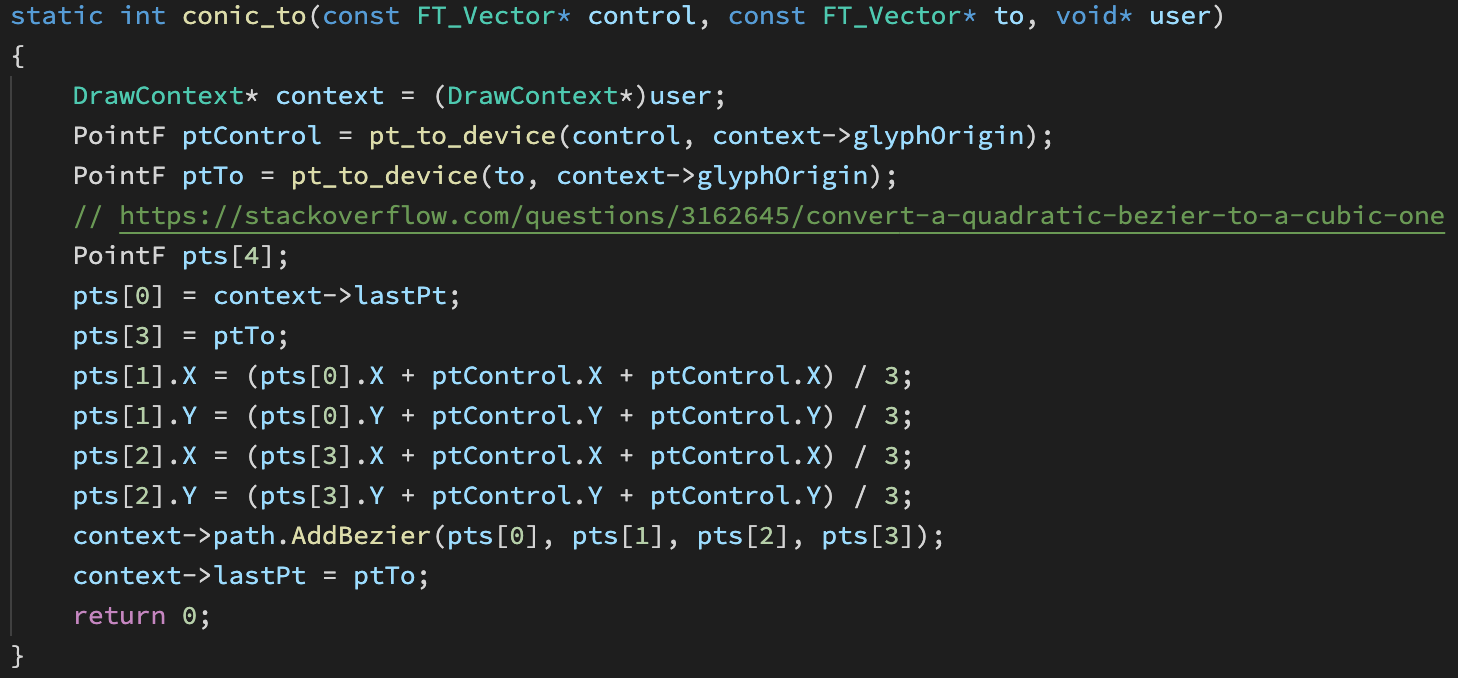 static int conic_to(const FT_Vector* control, const FT_Vector* to, void* user)
{
    DrawContext* context = (DrawContext*)user;
    PointF ptControl = pt_to_device(control, context->glyphOrigin);
    PointF ptTo = pt_to_device(to, context->glyphOrigin);
    // https://stackoverflow.com/questions/3162645/convert-a-quadratic-bezier-to-a-cubic-one
    PointF pts[4];
    pts[0] = context->lastPt;
    pts[3] = ptTo;
    pts[1].X = (pts[0].X + ptControl.X + ptControl.X) / 3;
    pts[1].Y = (pts[0].Y + ptControl.Y + ptControl.Y) / 3;
    pts[2].X = (pts[3].X + ptControl.X + ptControl.X) / 3;
    pts[2].Y = (pts[3].Y + ptControl.Y + ptControl.Y) / 3;
    context->path.AddBezier(pts[0], pts[1], pts[2], pts[3]);
    context->lastPt = ptTo;
    return 0;
}